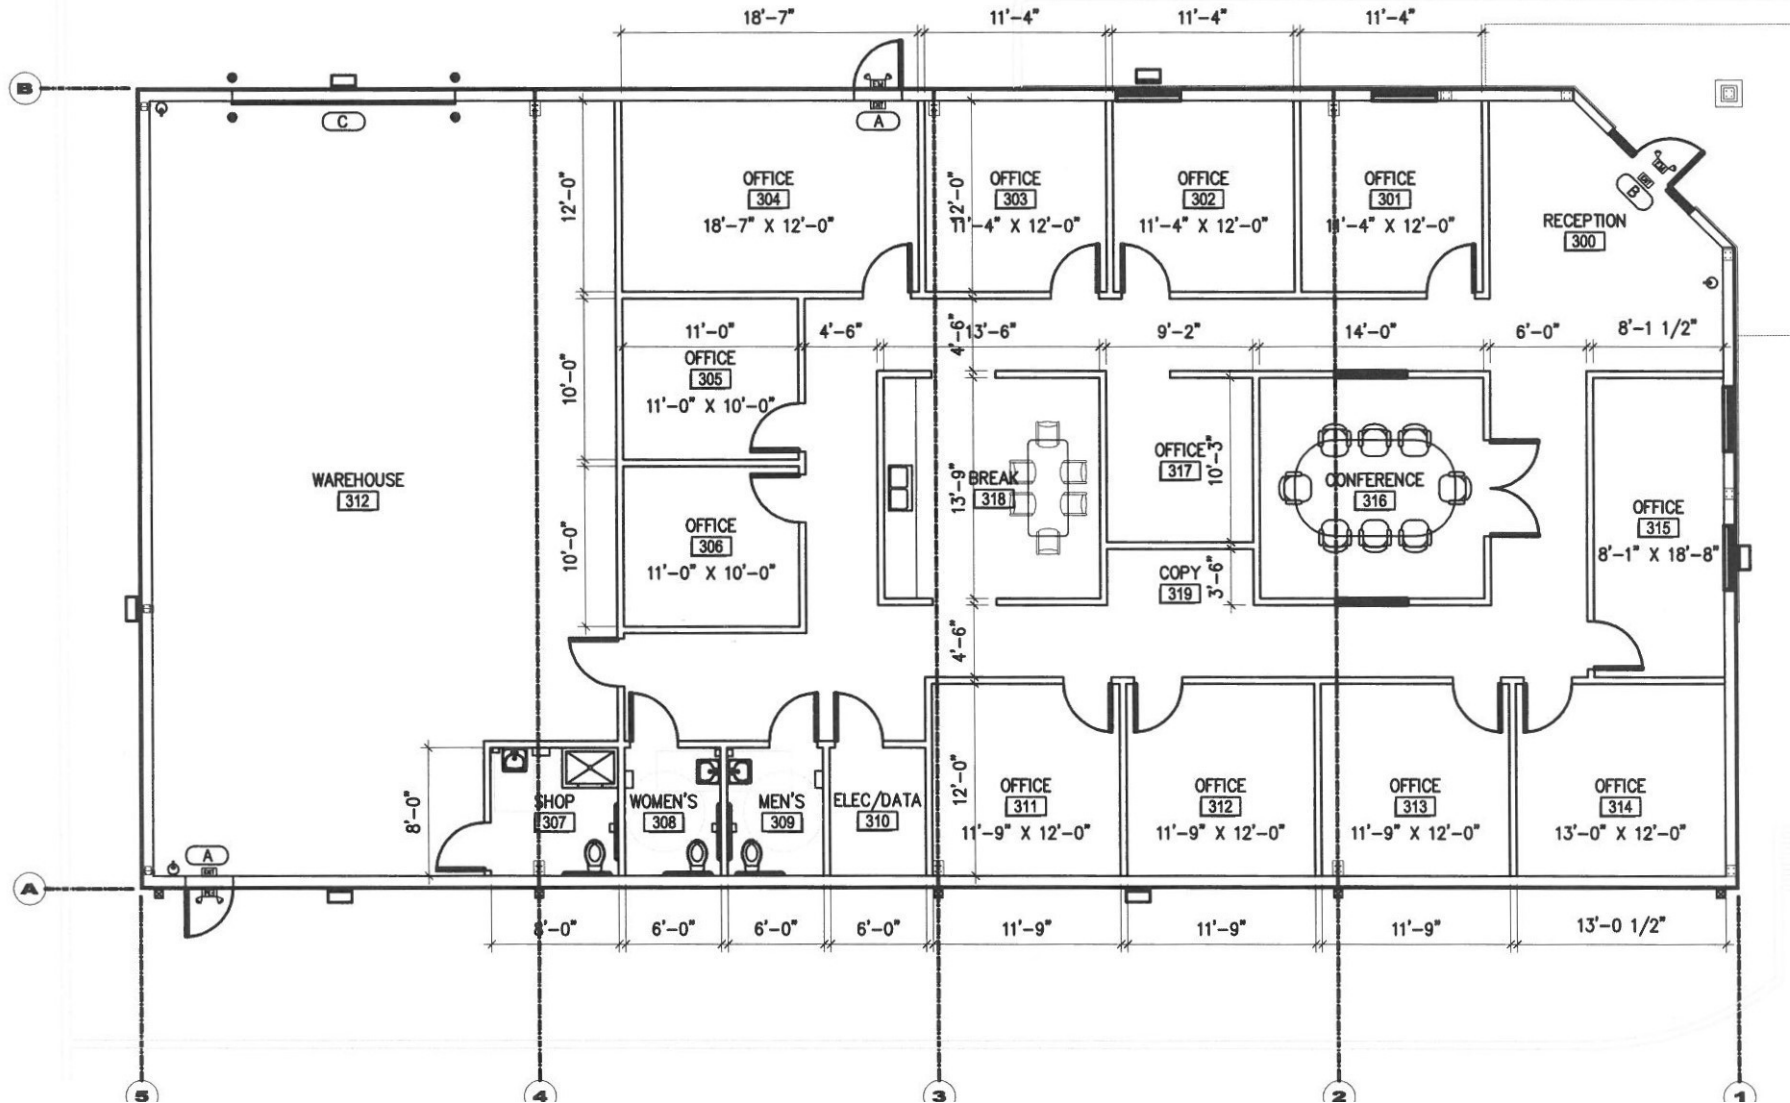 18'-7" 11'-4" 11'-4" 11'-4"
B
C
A
B
OFFICE
304
18'-7" X 12'-0"
OFFICE
303
11'-4" X 12'-0"
OFFICE
302
11'-4" X 12'-0"
OFFICE
301
11'-4" X 12'-0"
RECEPTION
300
12'-0"
12'-0"
11'-0" 4'-6" 13'-6" 9'-2" 14'-0" 6'-0" 8'-1 1/2"
4'-6"
OFFICE
305
11'-0" X 10'-0"
10'-0"
WAREHOUSE
312
OFFICE
306
11'-0" X 10'-0"
10'-0"
BREAK
318
13'-9"
OFFICE
317
10'-3"
CONFERENCE
316
OFFICE
315
8'-1" X 18'-8"
COPY
319
3'-6"
4'-6"
SHOP
307
8'-0"
WOMEN'S
308
MEN'S
309
ELEC/DATA
310
12'-0"
OFFICE
311
11'-9" X 12'-0"
OFFICE
312
11'-9" X 12'-0"
OFFICE
313
11'-9" X 12'-0"
OFFICE
314
13'-0" X 12'-0"
A
A
8'-0" 6'-0" 6'-0" 6'-0" 11'-9" 11'-9" 11'-9" 13'-0 1/2"
5 4 3 2 1